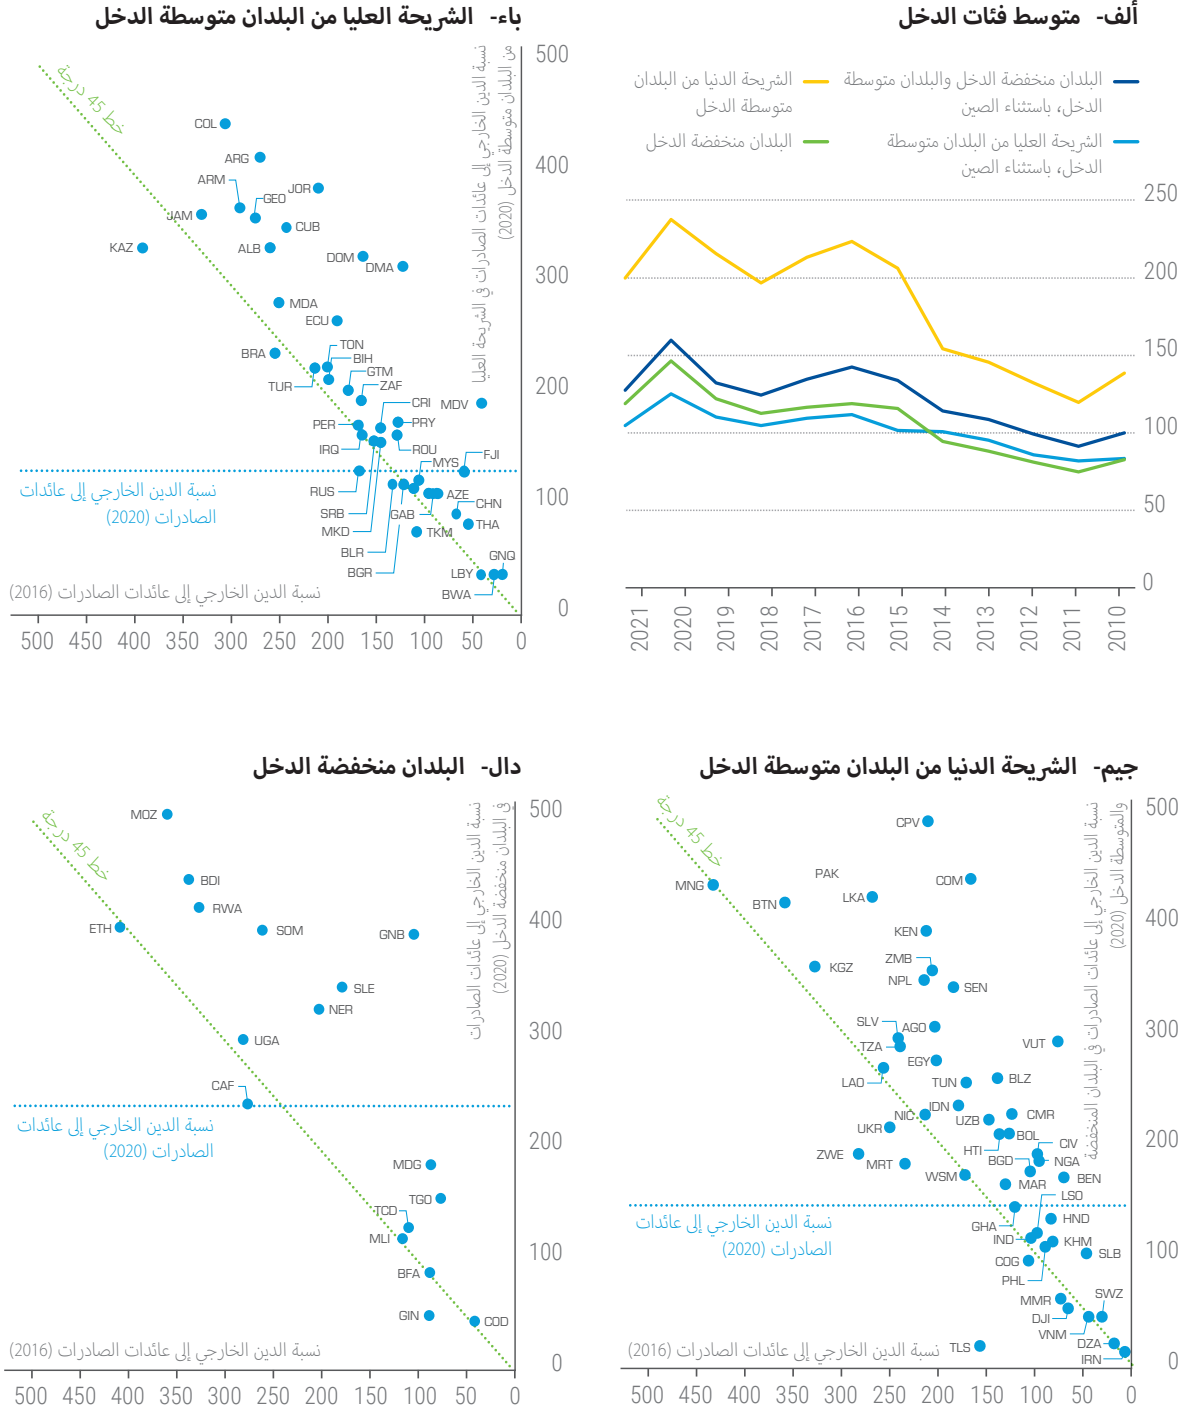 ألف- متوسط فئات الدخل
البلدان منخفضة الدخل والبلدان متوسطة
الدخل، باستثناء الصين
الشريحة الدنيا من البلدان
متوسطة الدخل
الشريحة العليا من البلدان متوسطة
الدخل، باستثناء الصين
البلدان منخفضة الدخل
250
200
150
100
50
0
2021 2020 2019 2018 2017 2016 2015 2014 2013 2012 2011 2010
باء- الشريحة العليا من البلدان متوسطة الدخل
نسبة الدين الخارجي إلى عائدات الصادرات في الشريحة العليا
من البلدان متوسطة الدخل (2020)
خط 45 درجة
500
400
300
200
100
0
COL
ARG
ARM
GEO
JOR
JAM
CUB
KAZ
ALB
DOM
DMA
MDA
ECU
BRA
TON
BIH
TUR
GTM
ZAF
CRI
MDV
PER
PRY
IRQ
ROU
FJI
MYS
RUS
AZE
CHN
SRB
GAB
THA
MKD
TKM
BLR
GNQ
BGR
LBY
BWA
نسبة الدين الخارجي إلى عائدات
الصادرات (2020)
نسبة الدين الخارجي إلى عائدات الصادرات (2016)
500 450 400 350 300 250 200 150 100 50 0
جيم- الشريحة الدنيا من البلدان متوسطة الدخل
نسبة الدين الخارجي إلى عائدات الصادرات في البلدان المنخفضة
والمتوسطة الدخل (2020)
خط 45 درجة
500
400
300
200
100
0
CPV
PAK
COM
MNG
LKA
BTN
KEN
ZMB
KGZ
NPL
SEN
SLV
AGO
VUT
TZA
EGY
LAO
TUN
BLZ
IDN
NIC
CMR
UZB
UKR
BOL
HTI
CIV
ZWE
BGD
NGA
MRT
WSM
BEN
MAR
LSO
GHA
HND
IND
KHM
SLB
COG
PHL
SWZ
MMR
DJI
VNM
TLS
DZA
IRN
نسبة الدين الخارجي إلى عائدات
الصادرات (2020)
نسبة الدين الخارجي إلى عائدات الصادرات (2016)
500 450 400 350 300 250 200 150 100 50 0
دال- البلدان منخفضة الدخل
نسبة الدين الخارجي إلى عائدات الصادرات
في البلدان منخفضة الدخل (2020)
خط 45 درجة
500
400
300
200
100
0
MOZ
BDI
RWA
ETH
SOM
GNB
SLE
NER
UGA
CAF
MDG
TGO
TCD
MLI
BFA
GIN
COD
نسبة الدين الخارجي إلى عائدات
الصادرات (2020)
نسبة الدين الخارجي إلى عائدات الصادرات (2016)
500 450 400 350 300 250 200 150 100 50 0